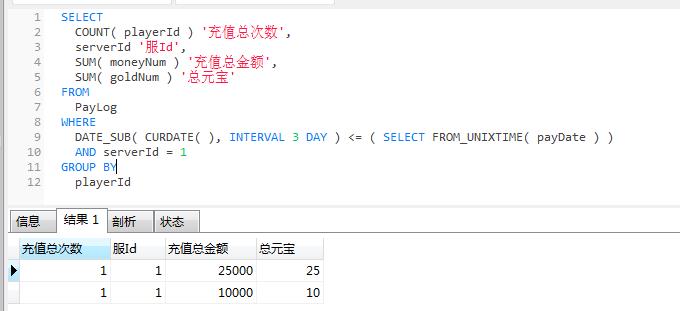 1 SELECT
2 COUNT( playerId ) '充值总次数',
3 serverId '服Id',
4 SUM( moneyNum ) '充值总金额',
5 SUM( goldNum ) '总元宝'
6 FROM
7 PayLog
8 WHERE
9 DATE_SUB( CURDATE( ), INTERVAL 3 DAY ) <= ( SELECT FROM_UNIXTIME( payDate ) )
10 AND serverId = 1
11 GROUP BY
12 playerId
信息 结果 1 剖析 状态
充值总次数 服Id 充值总金额 总元宝
1 1 25000 25
1 1 10000 10